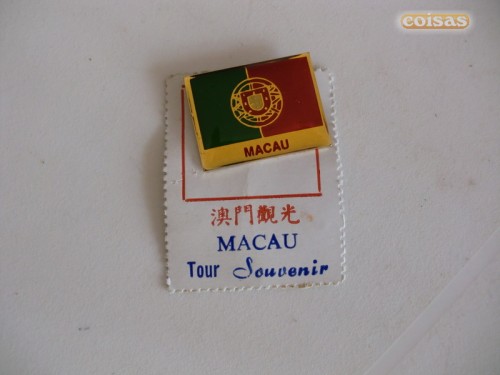 coisas
MACAU
澳門觀光
MACAU
Tour Souvenir